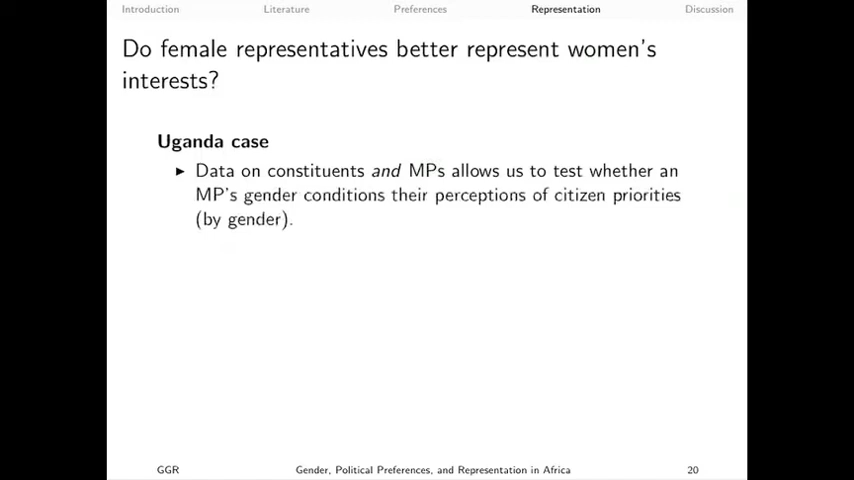 Introduction Literature Preferences Representation Discussion
Do female representatives better represent women's
interests?
Uganda case
▶ Data on constituents and MPs allows us to test whether an
MP's gender conditions their perceptions of citizen priorities
(by gender).
GGR Gender, Political Preferences, and Representation in Africa 20